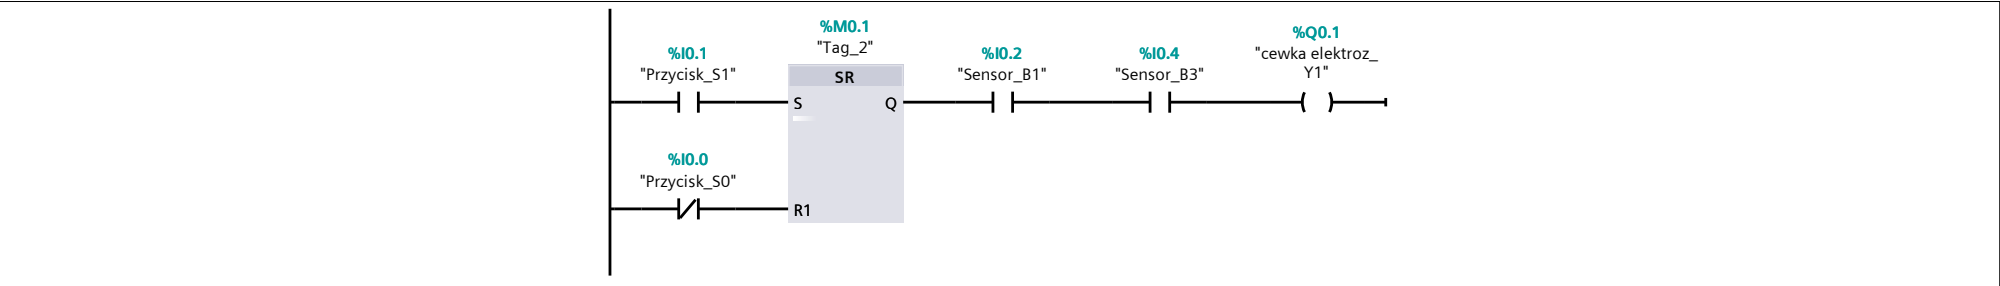 %M0.1
"Tag_2"
%I0.1
"Przycisk_S1"
SR
S
Q
%I0.2
"Sensor_B1"
%I0.4
"Sensor_B3"
%Q0.1
"cewka elektroz_
Y1"
%I0.0
"Przycisk_S0"
R1